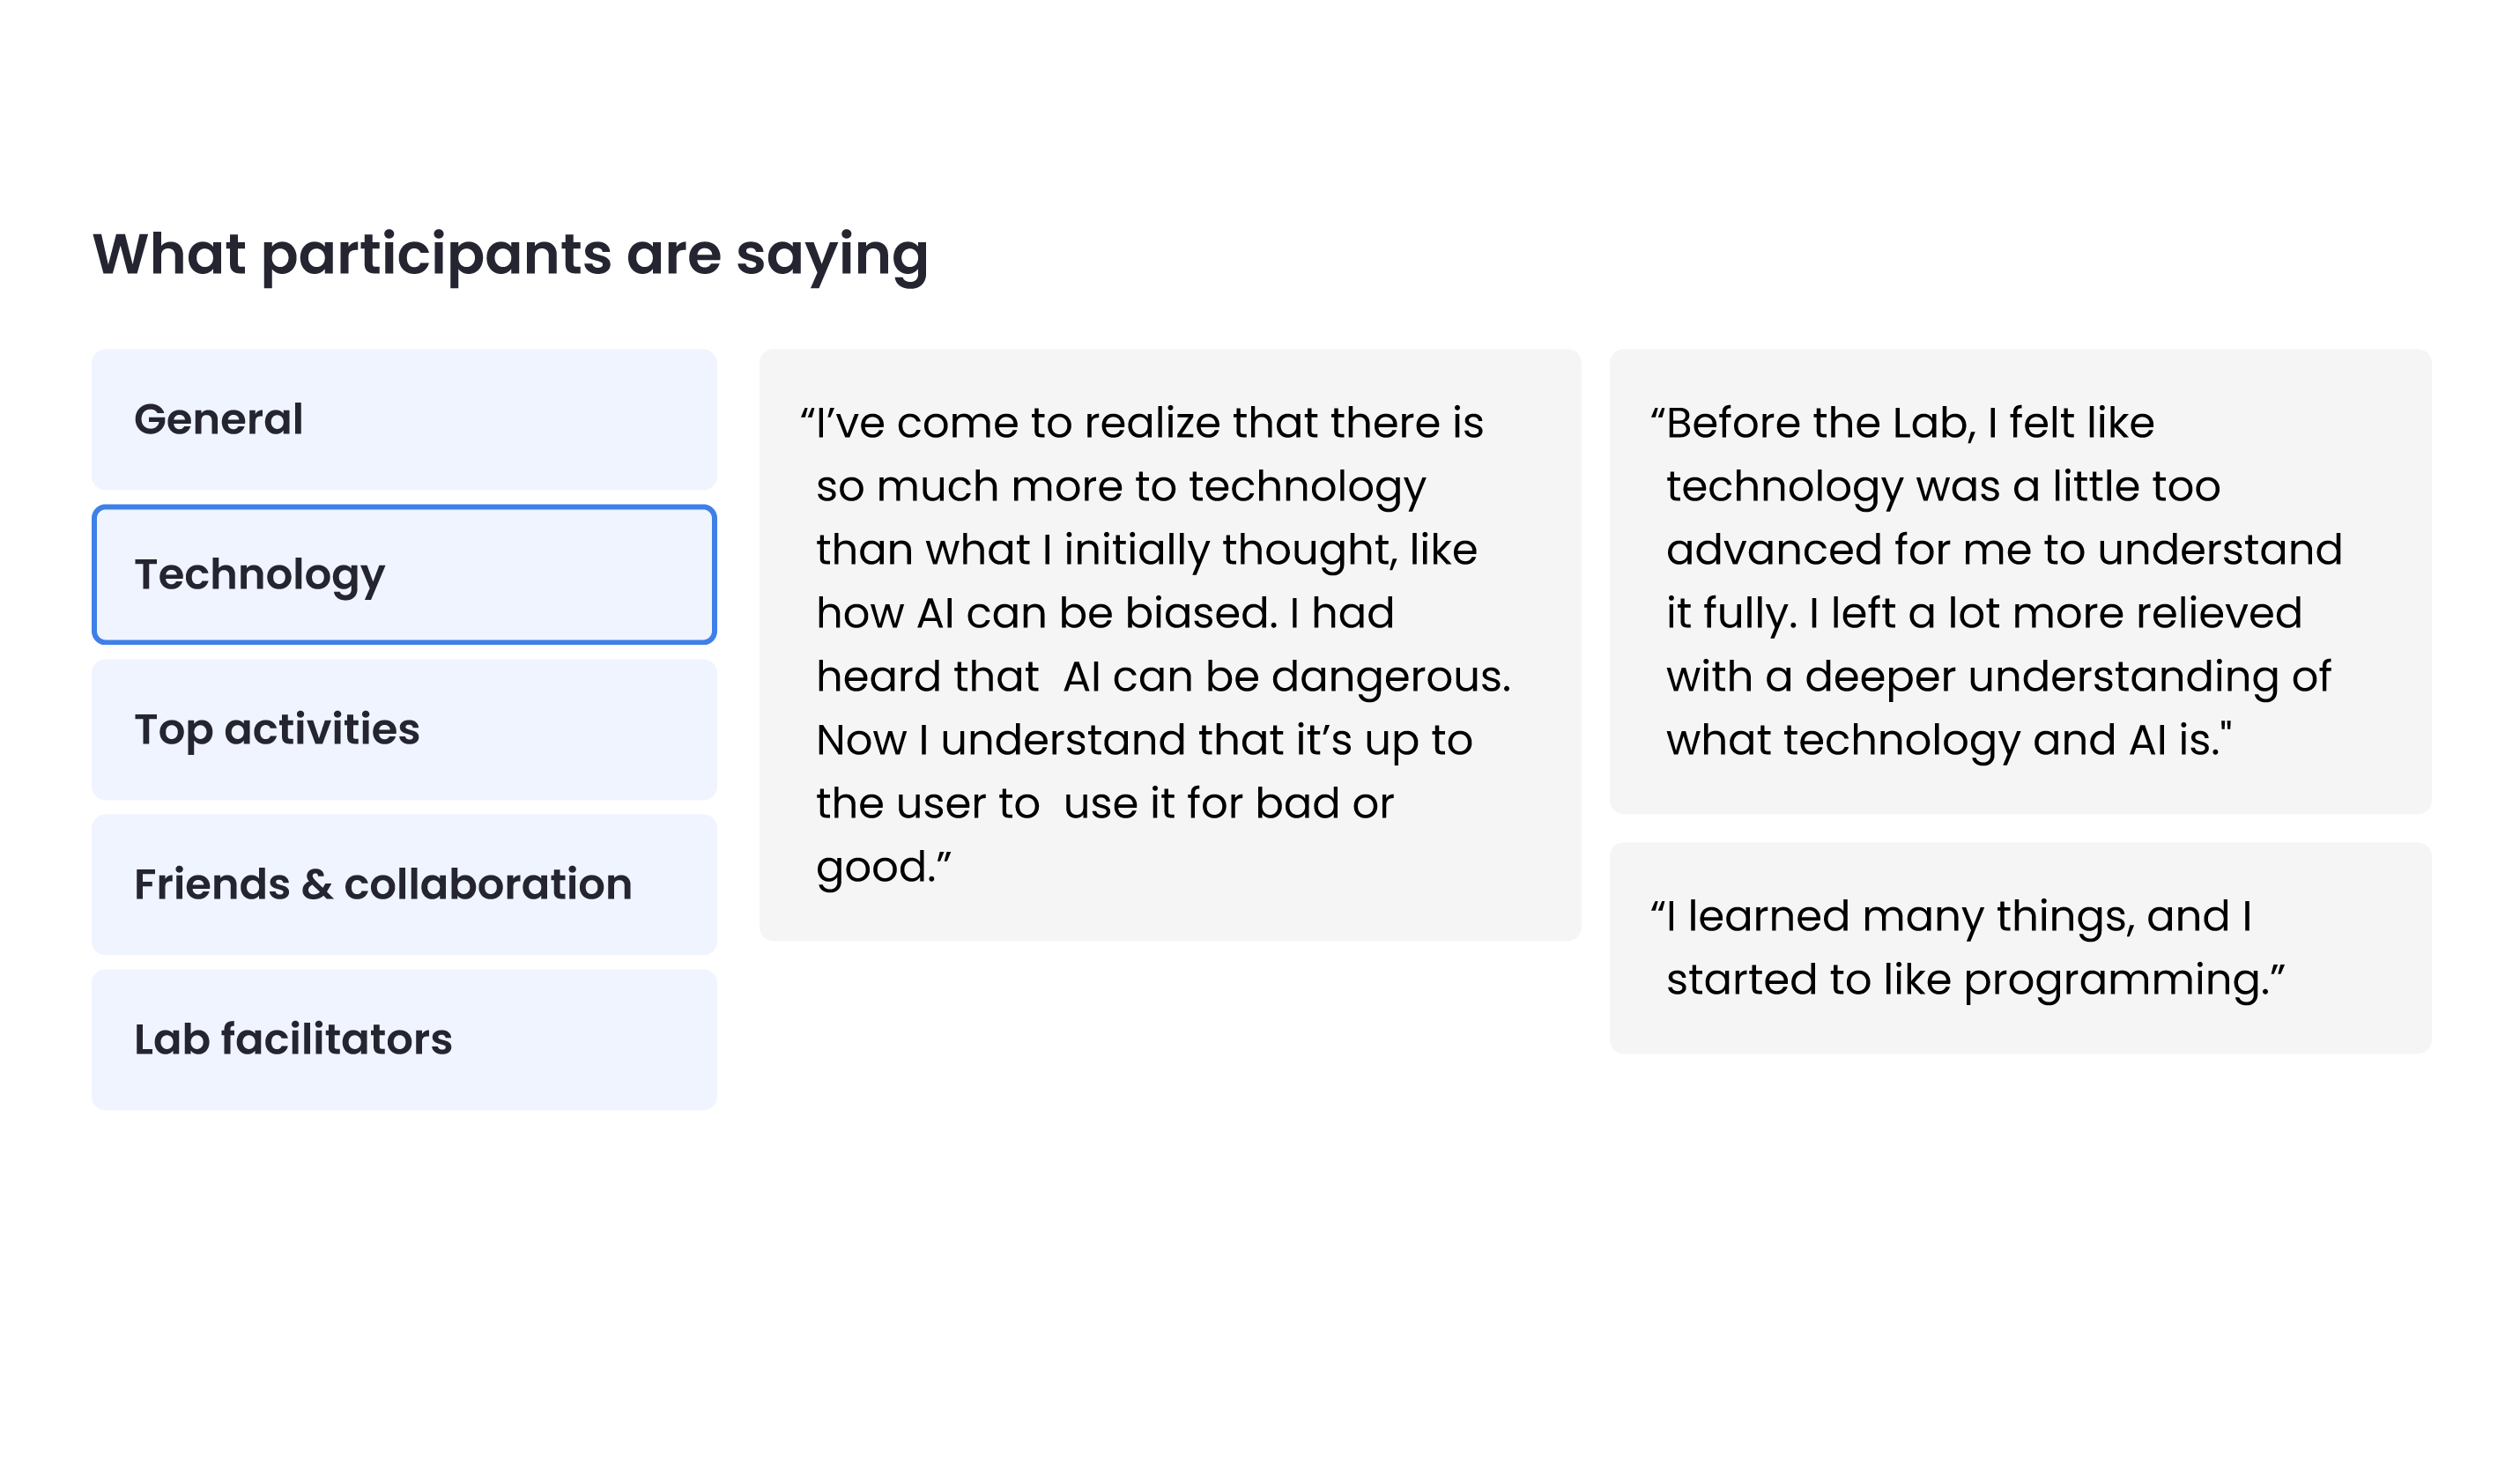 What participants are saying
General
Technology
Top activities
Friends & collaboration
Lab facilitators
“I’ve come to realize that there is
so much more to technology
than what I initially thought, like
how AI can be biased. I had
heard that  AI can be dangerous.
Now I understand that it’s up to
the user to  use it for bad or
good.”
“Before the Lab, I felt like
technology was a little too
advanced for me to understand
it fully. I left a lot more relieved
with a deeper understanding of
what technology and AI is."
“I learned many things, and I
started to like programming.”